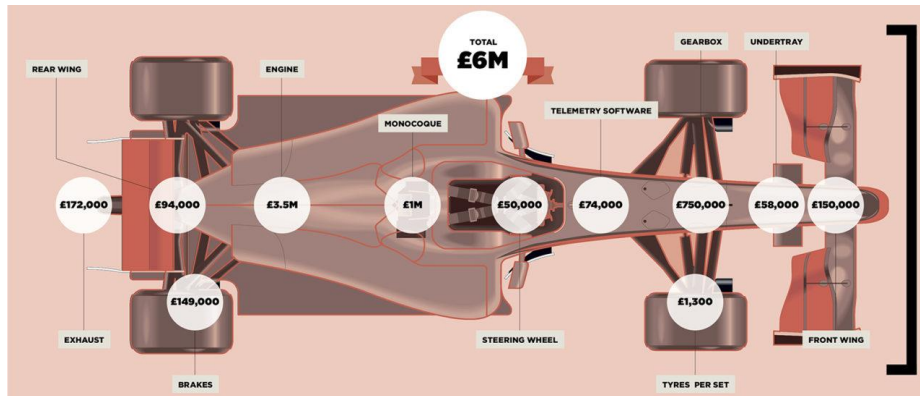 TOTAL
£6M
GEARBOX
UNDERTRAY
REAR WING
ENGINE
TELEMETRY SOFTWARE
MONOCOQUE
£172,000
£94,000
£3.5M
£1M
£50,000
£74,000
£750,000
£58,000
£150,000
£149,000
£1,300
EXHAUST
STEERING WHEEL
FRONT WING
BRAKES
TYRES PER SET